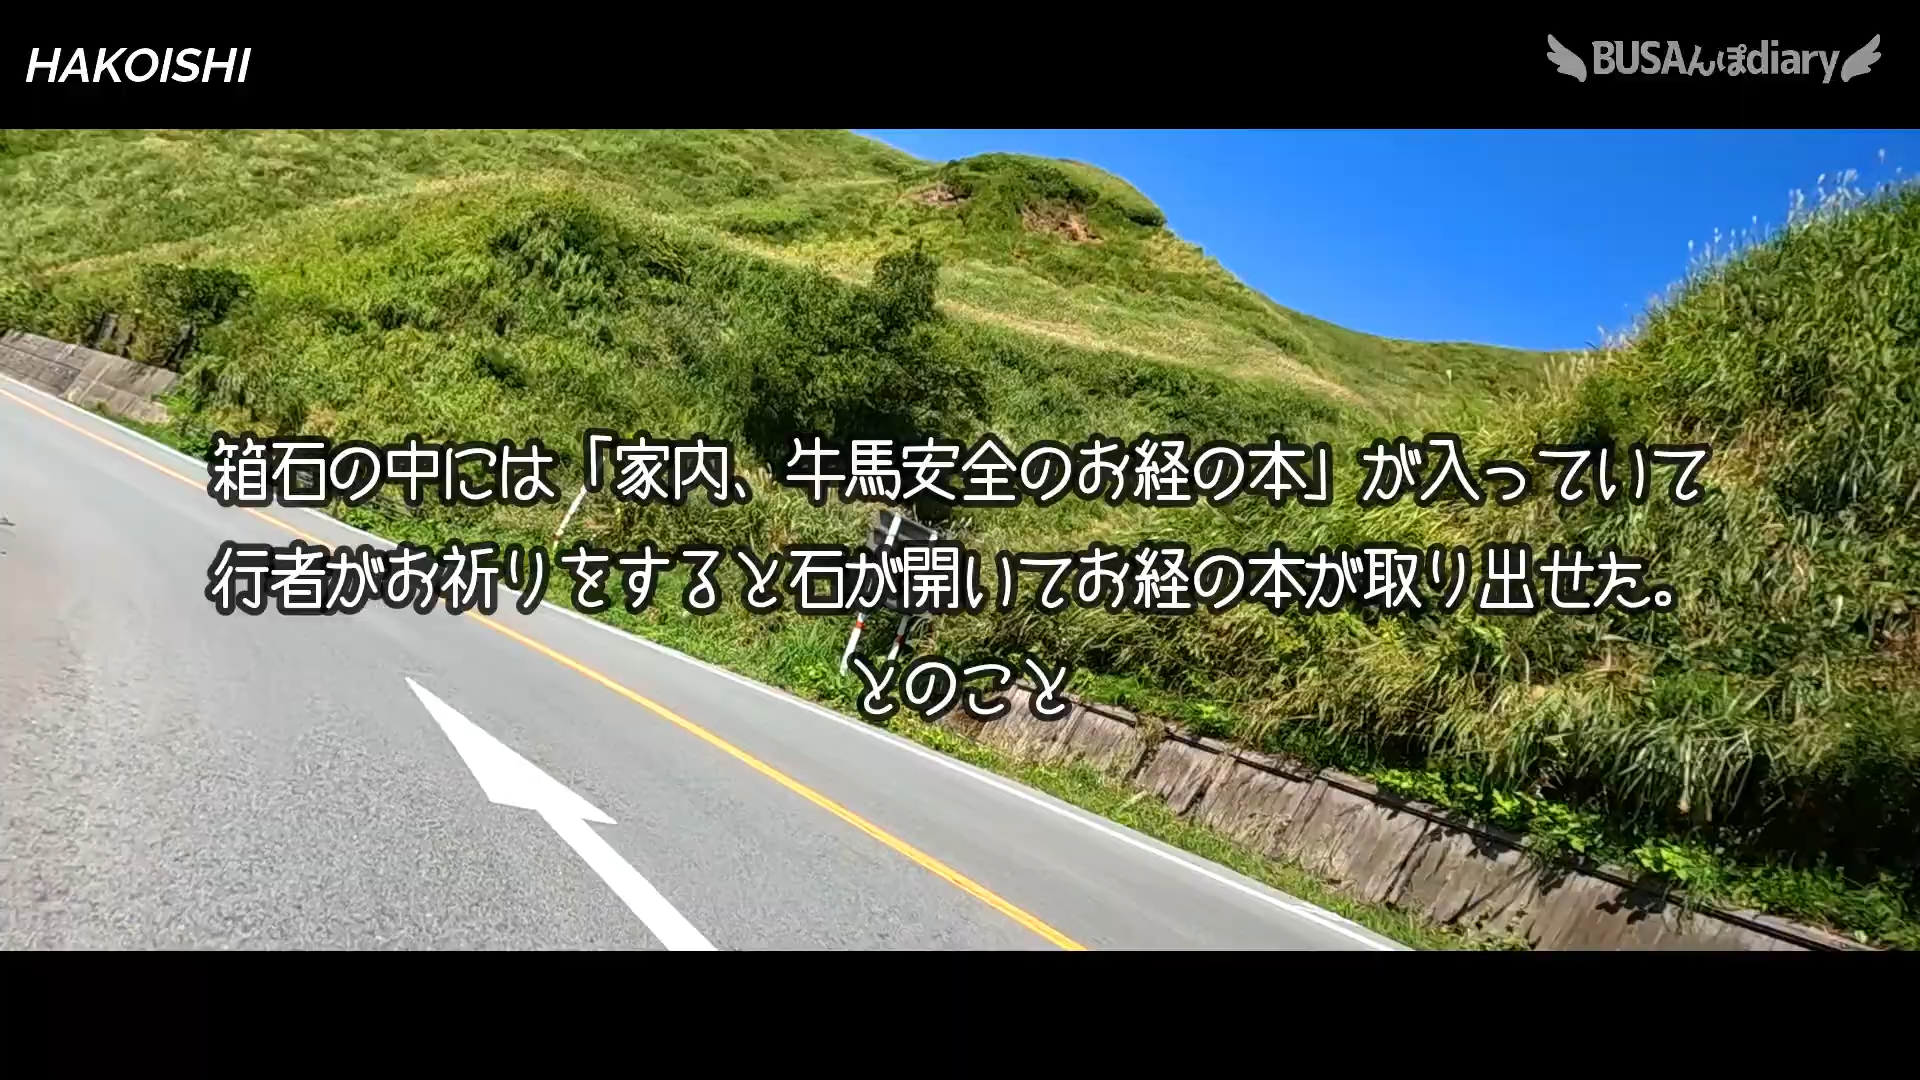 HAKOISHI
BUSAんぽdiary
箱石の中には「家内、牛馬安全のお経の本」が入っていて
行者がお祈りをすると石が開いてお経の本が取り出せた。
とのこと